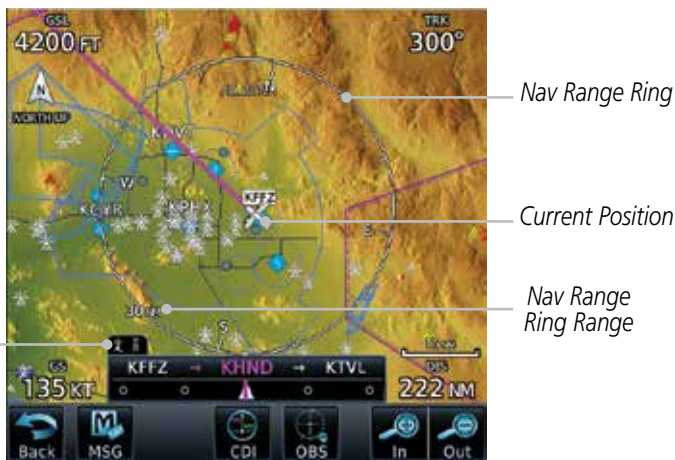 GSL
4200 FT
TRK
300°
N
NORTH UP
N
W
KFFZ
E
30 NM
S
GS
135 KT
KFFZ → KHND → KTVL
DIS
222 NM
Back
MSG
CDI
OBS
In
Out
Nav Range Ring
Current Position
Nav Range
Ring Range